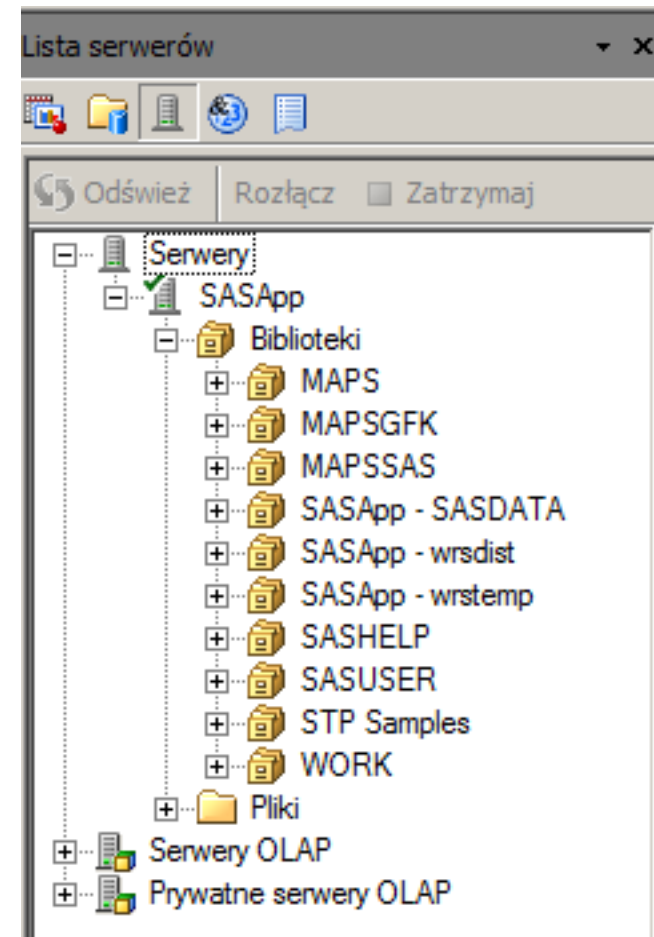 Lista serwerów
Odśwież Rozłącz Zatrzymaj
Serwery
SASApp
Biblioteki
MAPS
MAPSGFK
MAPSSAS
SASApp - SASDATA
SASApp - wrsdist
SASApp - wrstemp
SASHELP
SASUSER
STP Samples
WORK
Pliki
Serwery OLAP
Prywatne serwery OLAP